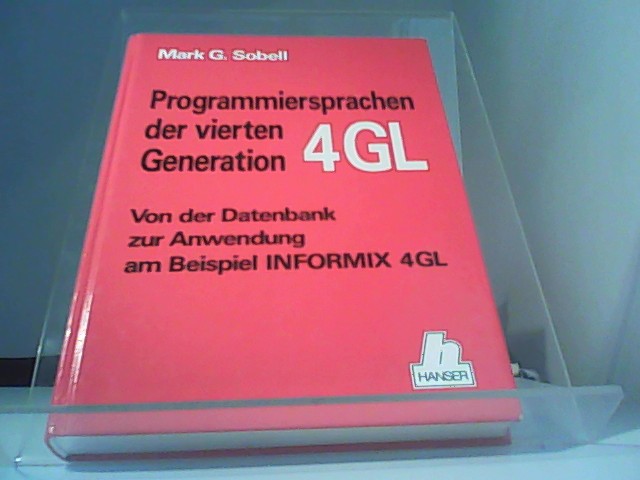 Mark G. Sobell
Programmiersprachen
der vierten
Generation 4GL
Von der Datenbank
zur Anwendung
am Beispiel INFORMIX 4GL
h
HANSER